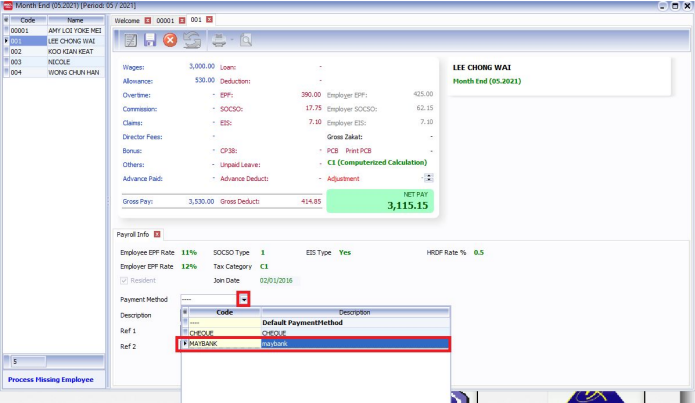 Month End (05.2021) [Period: 05 / 2021]
Code Name
00001 AMY LOI YOKE MEI
001 LEE CHONG WAI
002 KOO KIAN KEAT
003 NICOLE
004 WONG CHUN HAN
5
Process Missing Employee
Welcome 00001 001
Wages: 3,000.00 Loan: -
Allowance: 530.00 Deduction: -
Overtime: - EPF: 390.00 Employer EPF: 425.00
Commission: - SOCSO: 17.75 Employer SOCSO: 62.15
Claims: - EIS: 7.10 Employer EIS: 7.10
Director Fees: - Gross Zakat: -
Bonus: - CP38: - PCB Print PCB -
Others: - Unpaid Leave: - C1 (Computerized Calculation)
Advance Paid: - Advance Deduct: - Adjustment -
Gross Pay: 3,530.00 Gross Deduct: 414.85
NET PAY
3,115.15
LEE CHONG WAI
Month End (05.2021)
Payroll Info
Employee EPF Rate 11% SOCSO Type 1 EIS Type Yes HRDF Rate % 0.5
Employer EPF Rate 12% Tax Category C1
Resident Join Date 02/01/2016
Payment Method ----
Description
Ref 1
Ref 2
Code Description
---- Default PaymentMethod
CHEQUE CHEQUE
MAYBANK maybank